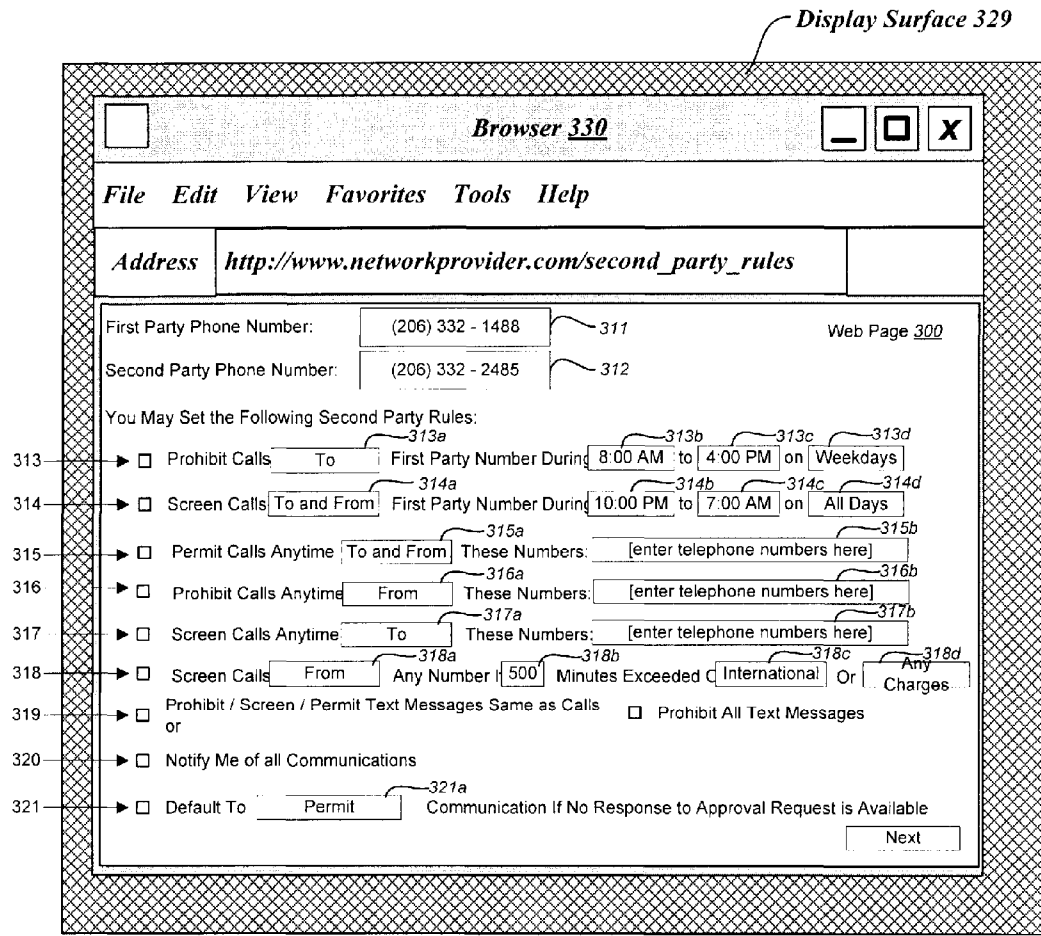 Display Surface 329
Browser 330
X
File Edit View Favorites Tools Help
Address http://www.networkprovider.com/second_party_rules
First Party Phone Number: (206) 332 - 1488 311 Web Page 300
Second Party Phone Number: (206) 332 - 2485 312
You May Set the Following Second Party Rules:
313a 313b 313c 313d
313 Prohibit Calls To First Party Number During 8:00 AM to 4:00 PM on Weekdays
314a 314b 314c 314d
314 Screen Calls To and From First Party Number During 10:00 PM to 7:00 AM on All Days
315a 315b
315 Permit Calls Anytime To and From These Numbers: [enter telephone numbers here]
316a 316b
316 Prohibit Calls Anytime From These Numbers: [enter telephone numbers here]
317a 317b
317 Screen Calls Anytime To These Numbers: [enter telephone numbers here]
318a 318b 318c 318d
318 Screen Calls From Any Number I 500 Minutes Exceeded O International Or Any Charges
319 Prohibit / Screen / Permit Text Messages Same as Calls or Prohibit All Text Messages
320 Notify Me of all Communications
321a
321 Default To Permit Communication If No Response to Approval Request is Available
Next